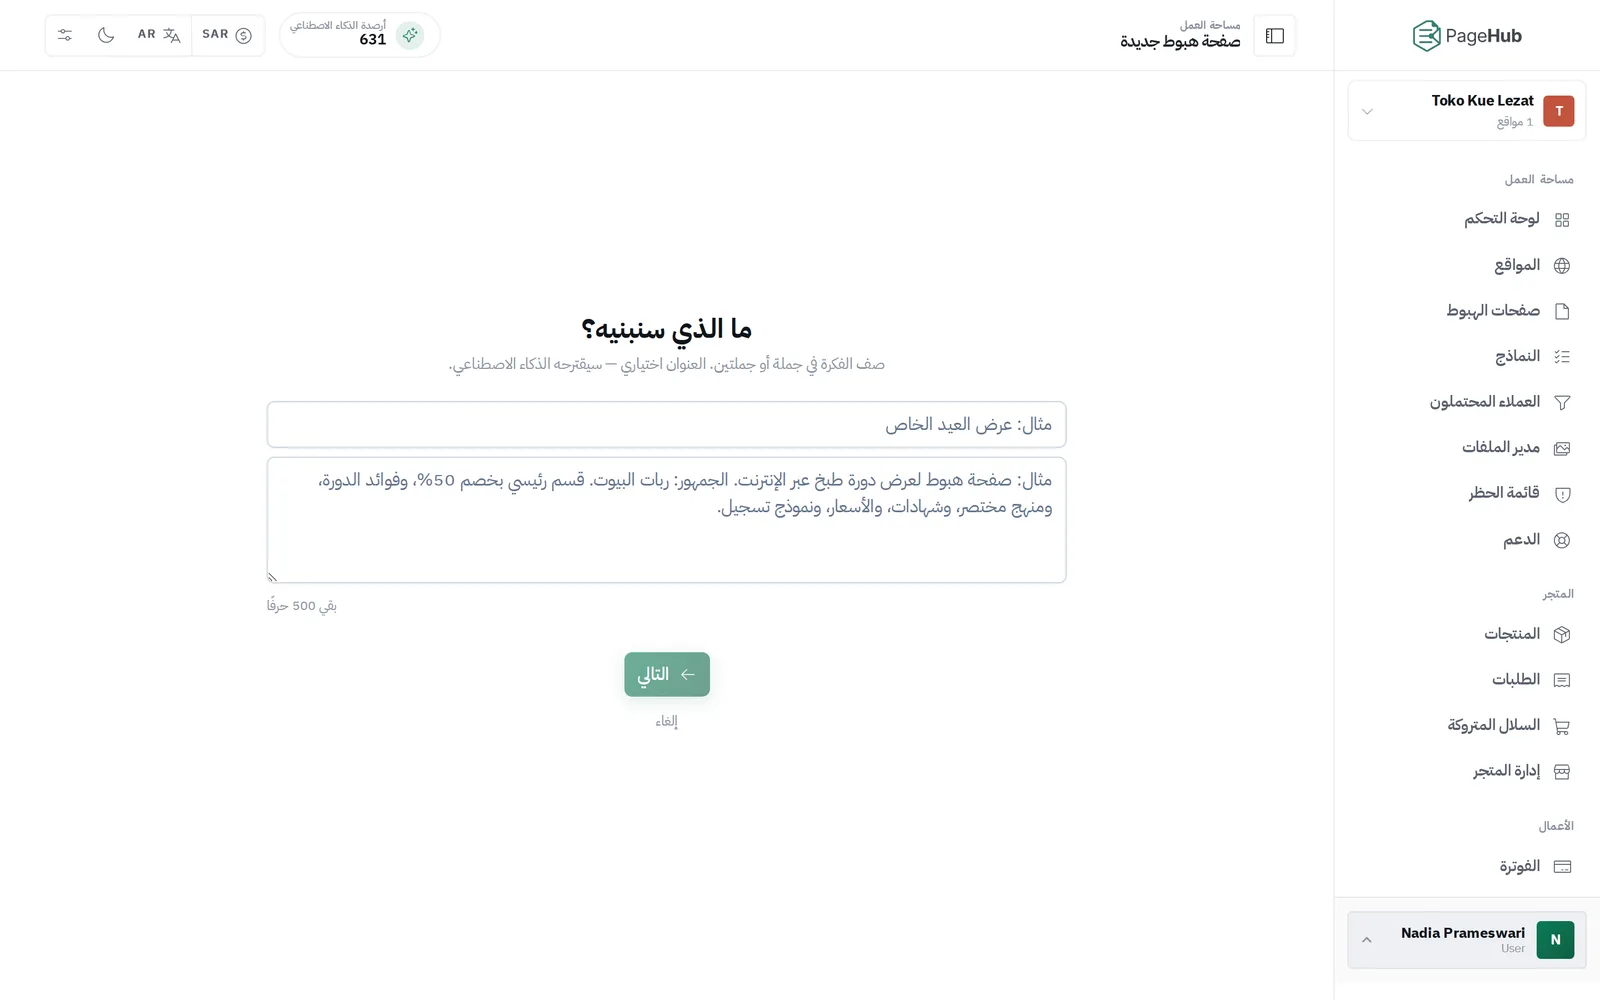 PageHub
Toko Kue Lezat
T
1 مواقع
مساحة العمل
لوحة التحكم
المواقع
صفحات الهبوط
النماذج
العملاء المحتملون
مدير الملفات
قائمة الحظر
الدعم
المتجر
المنتجات
الطلبات
السلال المتروكة
إدارة المتجر
الأعمال
الفوترة
Nadia Prameswari
N
User
مساحة العمل
صفحة هبوط جديدة
أرصدة الذكاء الاصطناعي
631
SAR
AR
ما الذي سنبنيه؟
صف الفكرة في جملة أو جملتين. العنوان اختياري — سيقترحه الذكاء الاصطناعي.
مثال: عرض العيد الخاص
مثال: صفحة هبوط لعرض دورة طبخ عبر الإنترنت. الجمهور: ربات البيوت. قسم رئيسي بخصم 50%، وفوائد الدورة،
ومنهج مختصر، وشهادات، والأسعار، ونموذج تسجيل.
بقي 500 حرفًا
التالي
إلغاء